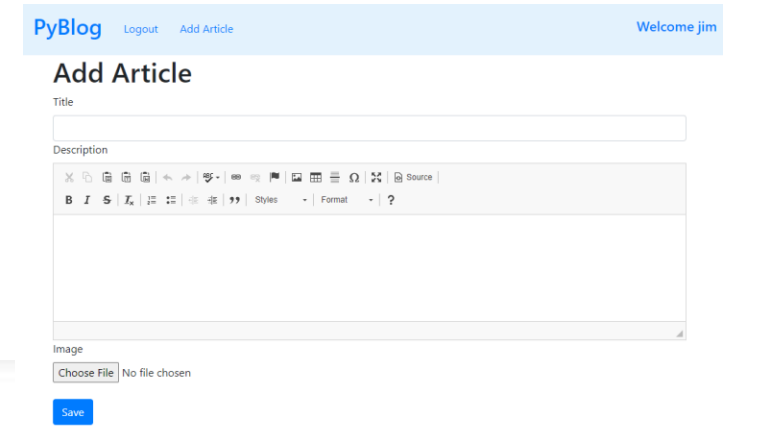 PyBlog Logout Add Article Welcome jim
Add Article
Title
Description
Source
B I S Tx Styles Format ?
Image
Choose File No file chosen
Save